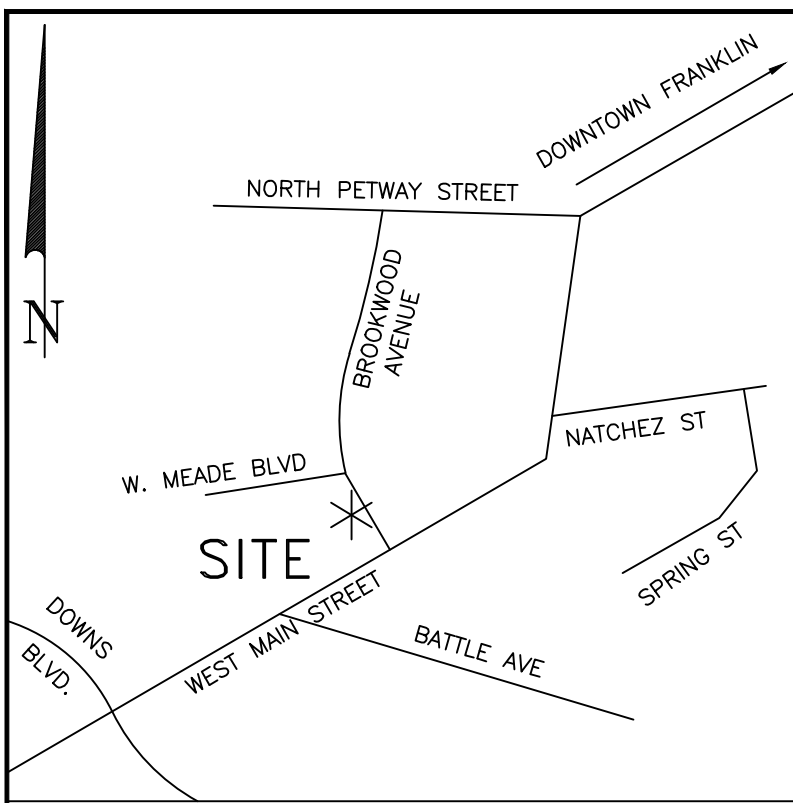 DOWNTOWN FRANKLIN
NORTH PETWAY STREET
BROOKWOOD
AVENUE
N
NATCHEZ ST
W. MEADE BLVD
SITE
SPRING ST
DOWNS
BLVD.
WEST MAIN STREET
BATTLE AVE